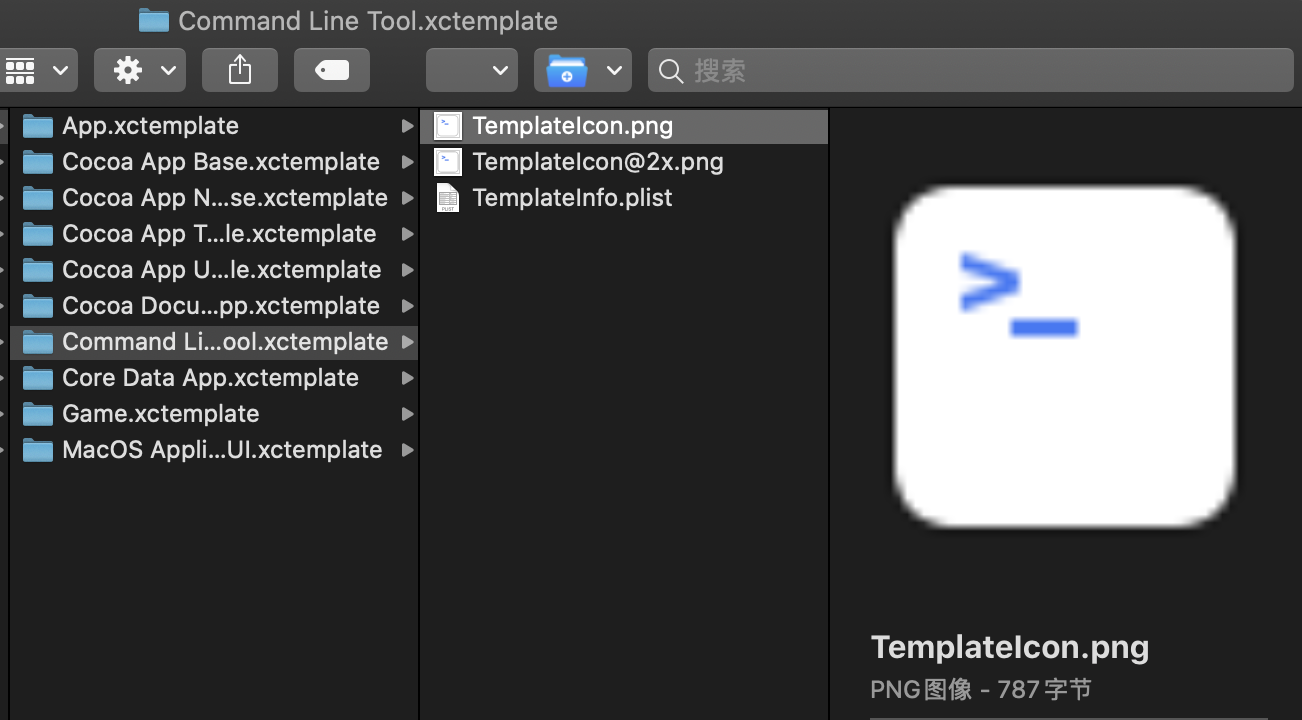 Command Line Tool.xctemplate
搜索
App.xctemplate
Cocoa App Base.xctemplate
Cocoa App N...se.xctemplate
Cocoa App T...le.xctemplate
Cocoa App U...le.xctemplate
Cocoa Docu...pp.xctemplate
Command Li...ool.xctemplate
Core Data App.xctemplate
Game.xctemplate
MacOS Appli...UI.xctemplate
TemplateIcon.png
TemplateIcon@2x.png
TemplateInfo.plist
>_
TemplateIcon.png
PNG图像 - 787字节